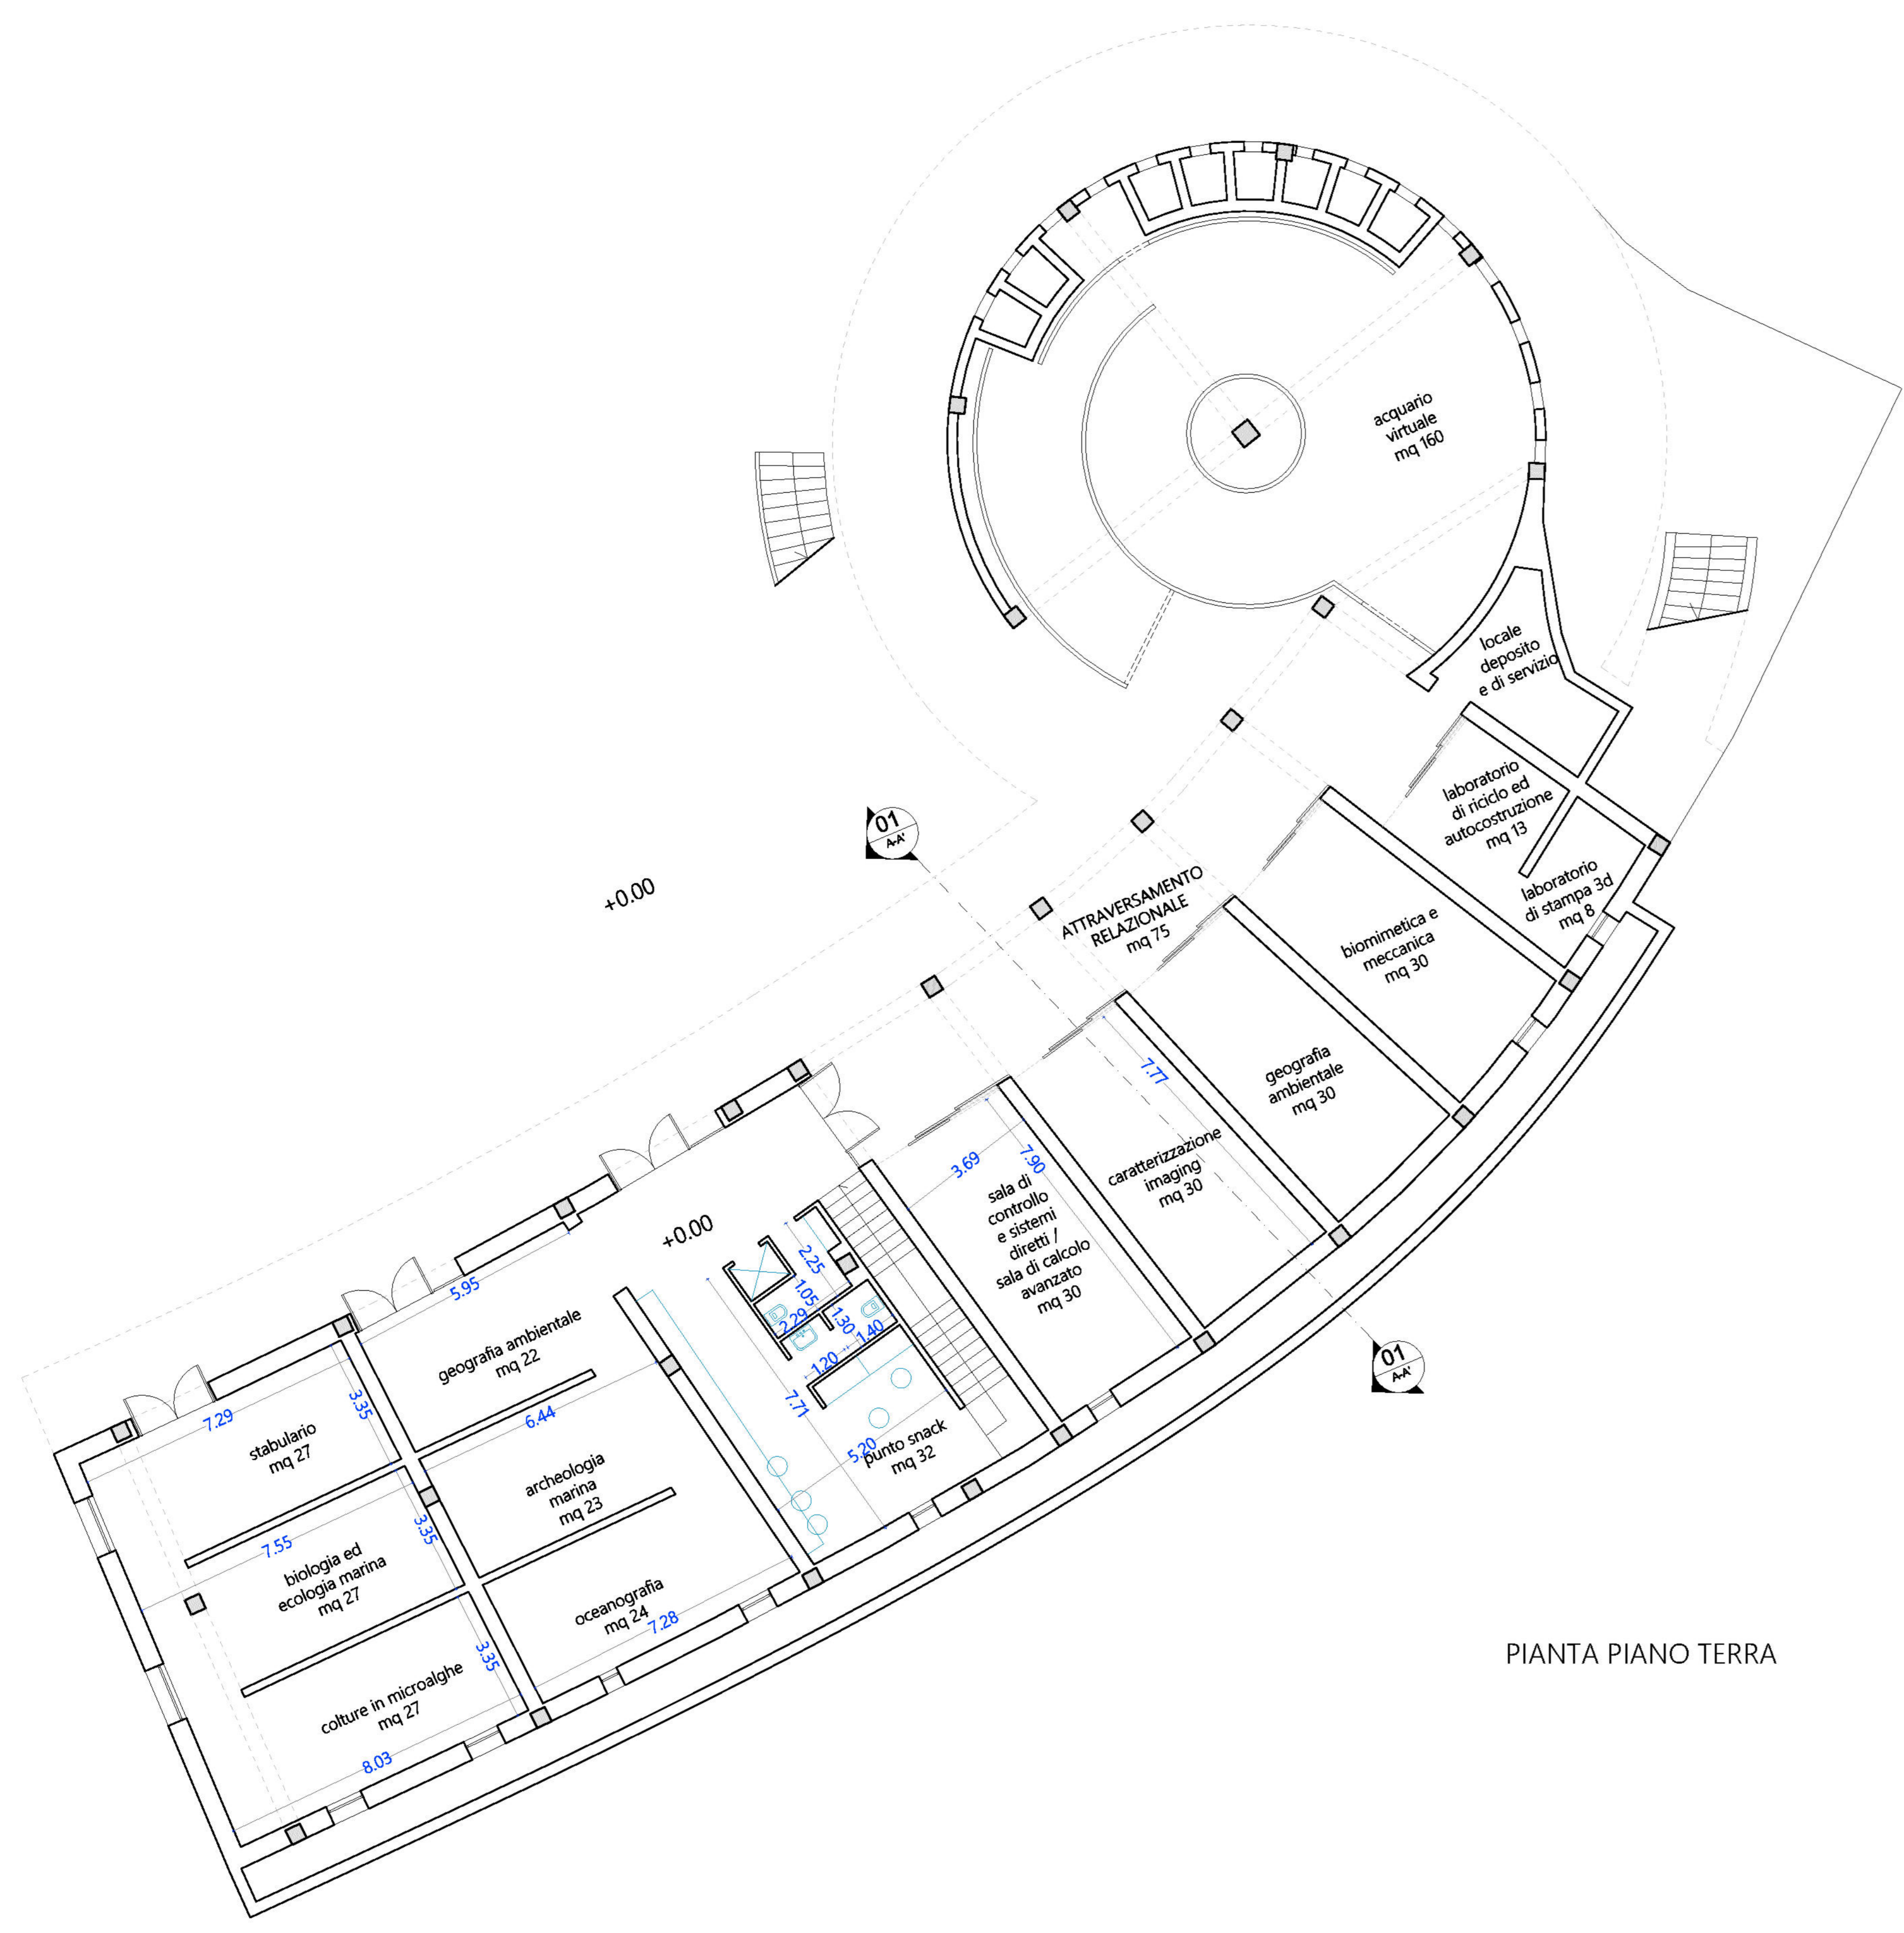 acquario
virtuale
mq 160
locale
deposito
e di servizio
laboratorio
di riciclo ed
autocostruzione
mq 13
laboratorio
di stampa 3d
mq 8
01
A-A'
+0.00
ATTRAVERSAMENTO
RELAZIONALE
mq 75
biomimetica e
meccanica
mq 30
geografia
ambientale
mq 30
7.77
caratterizzazione
imaging
mq 30
7.90
3.69
sala di
controllo
e sistemi
diretti /
sala di calcolo
avanzato
mq 30
01
A-A'
+0.00
2.25
1.05
2.29
1.30
1.40
1.20
7.71
5.20
punto snack
mq 32
5.95
geografia ambientale
mq 22
6.44
archeologia
marina
mq 23
oceanografia
mq 24
7.28
7.29
3.35
stabulario
mq 27
7.55
3.35
biologia ed
ecologia marina
mq 27
3.35
colture in microalghe
mq 27
8.03
PIANTA PIANO TERRA